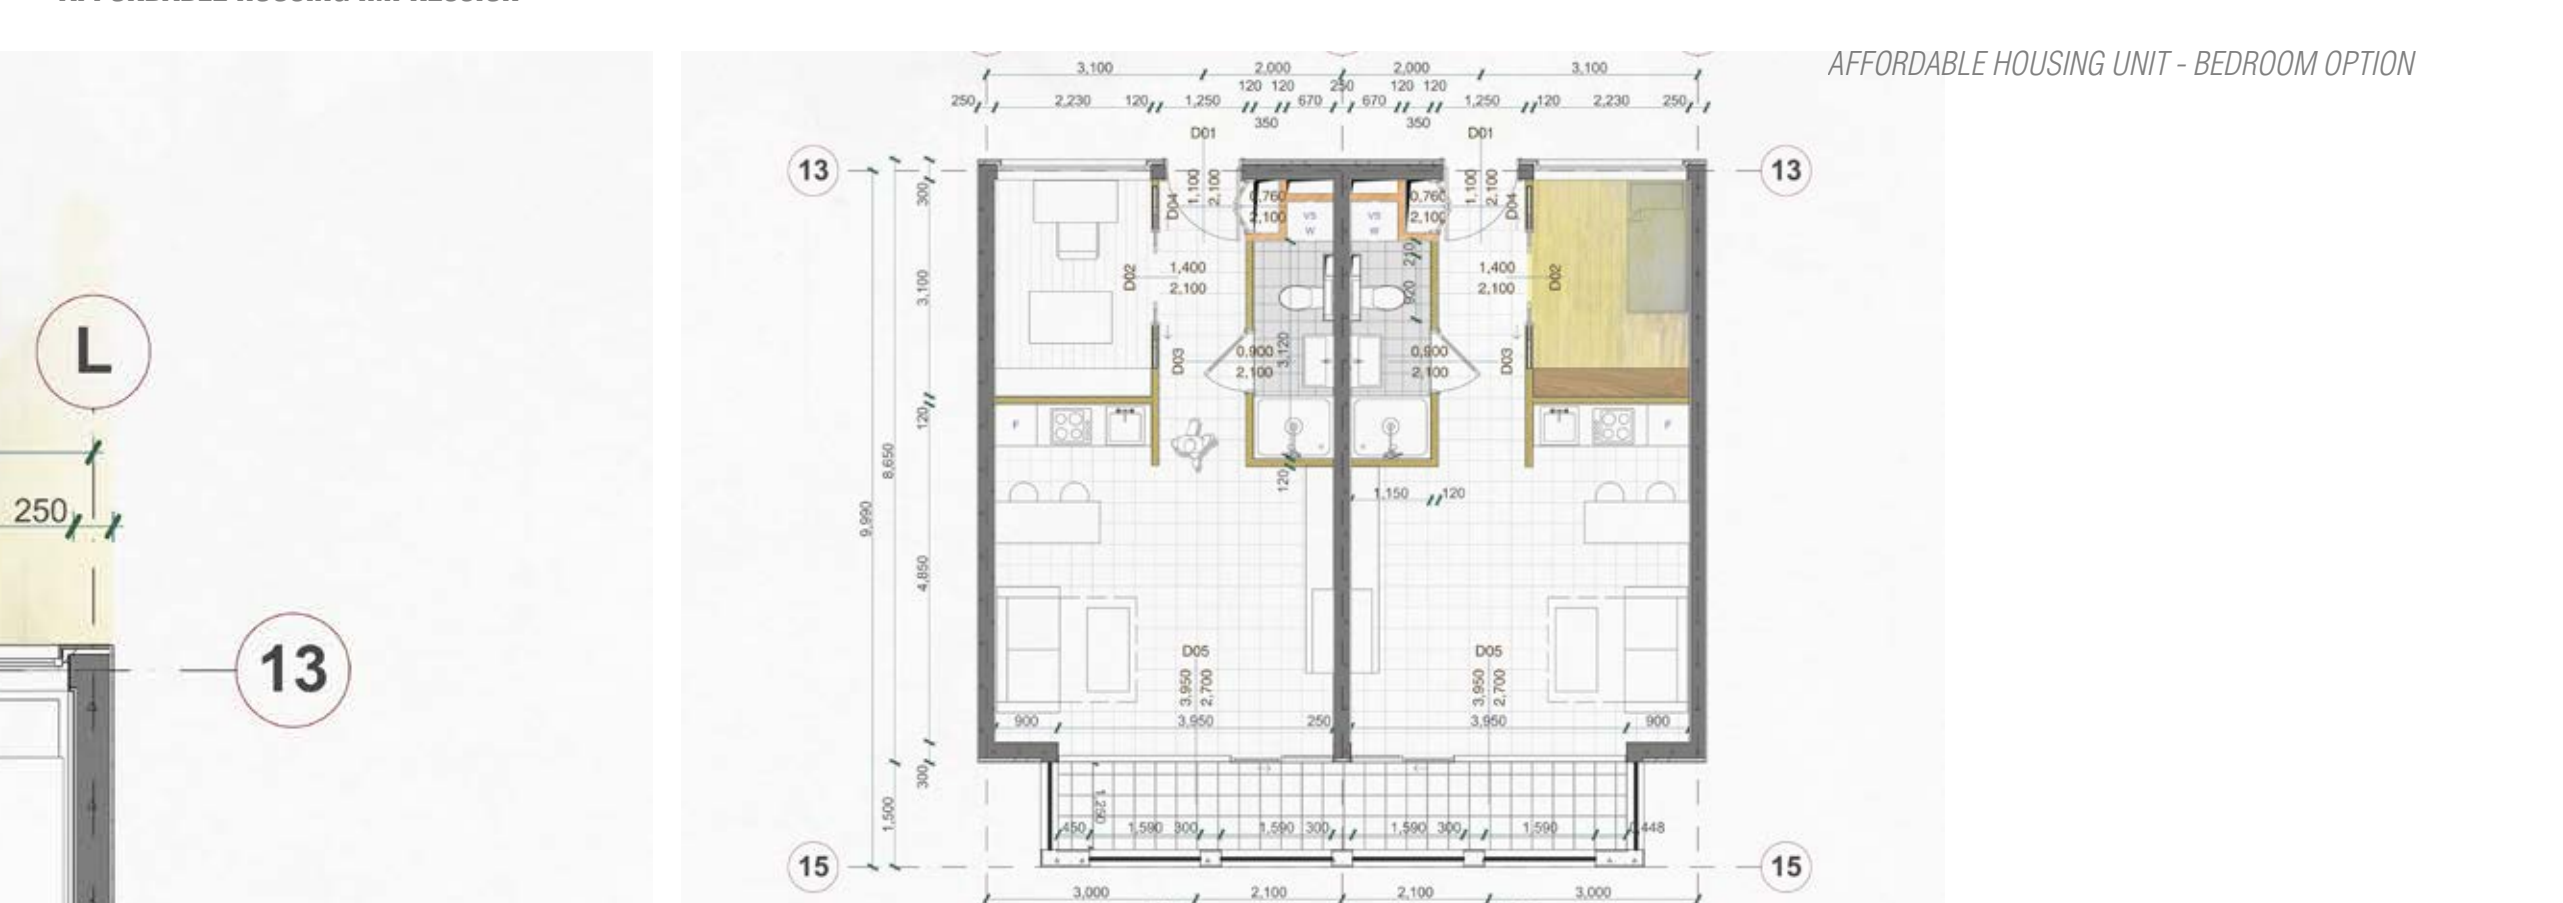 AFFORDABLE HOUSING UNIT - BEDROOM OPTION
3,100 2,000 2,000 3,100
120 120 250 120 120
250 2,230 120 1,250 670 670 1,250 120 2,230 250
350 350
D01 D01
13 13
300 D04 1,100 2,100 0,760 2,100 VS W VS W 0,760 2,100 1,100 2,100 D04
3,100 D02 1,400 2,100 210 920 1,400 2,100 D02
L
D03 0,900 2,100 3,120 0,900 2,100 D03
120
F F
8,650
120 1,150 120
250
9,990
4,850
D05 D05
13
3,950 2,700 3,950 2,700
900 3,950 250 3,950 900
300
1,500 1,250
450 1,590 300 1,590 300 1,590 300 1,590 448
15 15
3,000 2,100 2,100 3,000